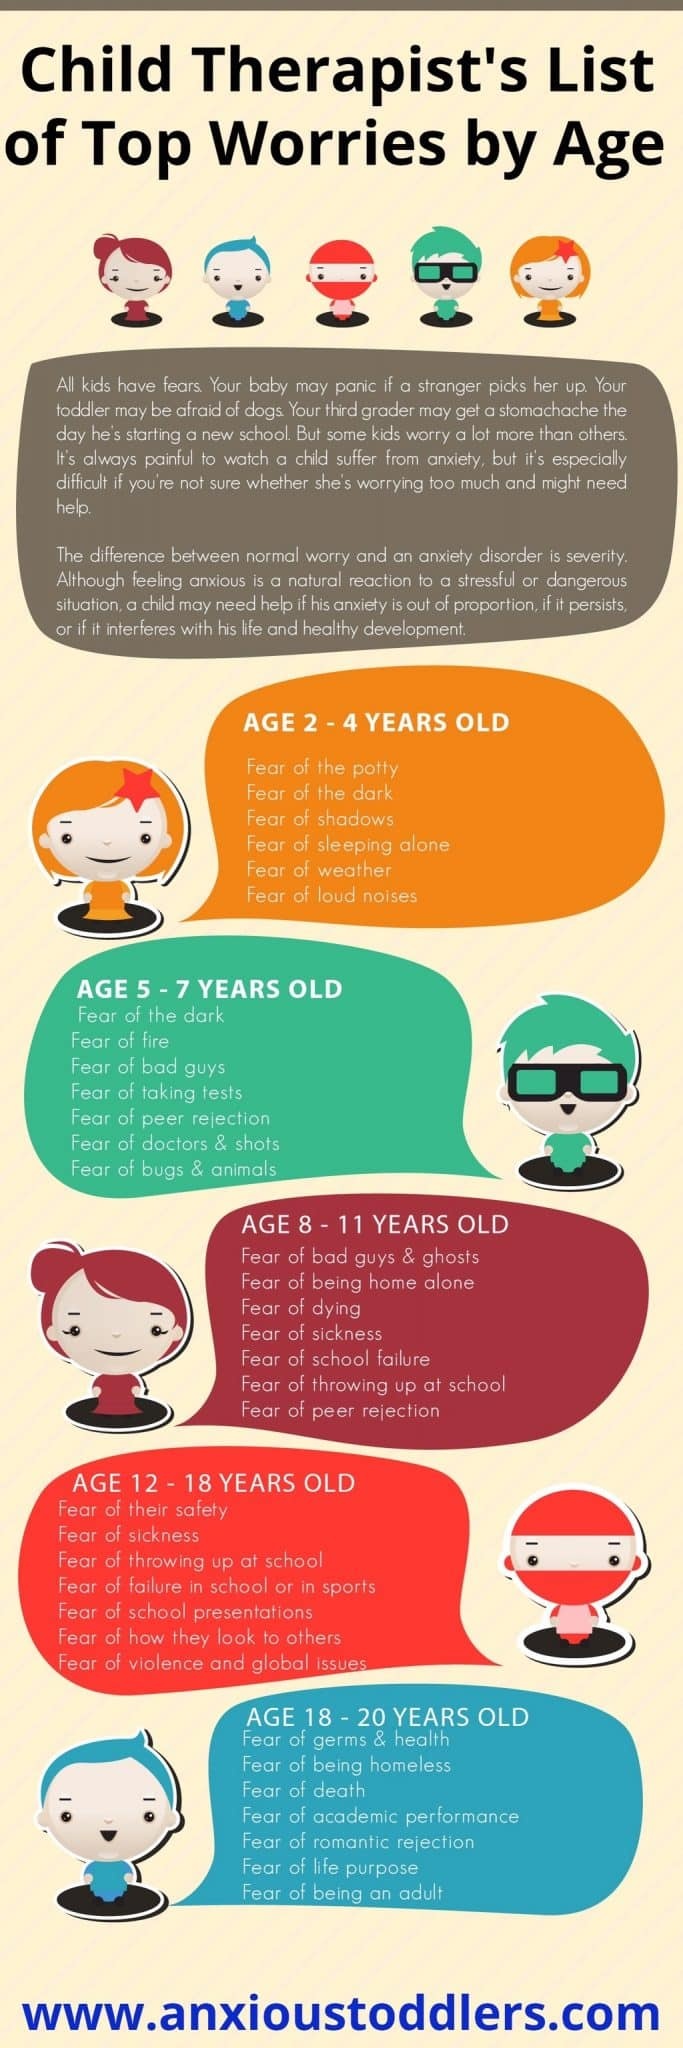 Child Therapist's List
of Top Worries by Age
All kids have fears. Your baby may panic if a stranger picks her up. Your
toddler may be afraid of dogs. Your third grader may get a stomachache the
day he's starting a new school. But some kids worry a lot more than others.
It's always painful to watch a child suffer from anxiety, but it's especially
difficult if you're not sure whether she's worrying too much and might need
help.
The difference between normal worry and an anxiety disorder is severity.
Although feeling anxious is a natural reaction to a stressful or dangerous
situation, a child may need help if his anxiety is out of proportion, if it persists,
or if it interferes with his life and healthy development.
AGE 2 - 4 YEARS OLD
Fear of the potty
Fear of the dark
Fear of shadows
Fear of sleeping alone
Fear of weather
Fear of loud noises
AGE 5 - 7 YEARS OLD
Fear of the dark
Fear of fire
Fear of bad guys
Fear of taking tests
Fear of peer rejection
Fear of doctors & shots
Fear of bugs & animals
AGE 8 - 11 YEARS OLD
Fear of bad guys & ghosts
Fear of being home alone
Fear of dying
Fear of sickness
Fear of school failure
Fear of throwing up at school
Fear of peer rejection
AGE 12 - 18 YEARS OLD
Fear of their safety
Fear of sickness
Fear of throwing up at school
Fear of failure in school or in sports
Fear of school presentations
Fear of how they look to others
Fear of violence and global issues
AGE 18 - 20 YEARS OLD
Fear of germs & health
Fear of being homeless
Fear of death
Fear of academic performance
Fear of romantic rejection
Fear of life purpose
Fear of being an adult
www.anxioustoddlers.com